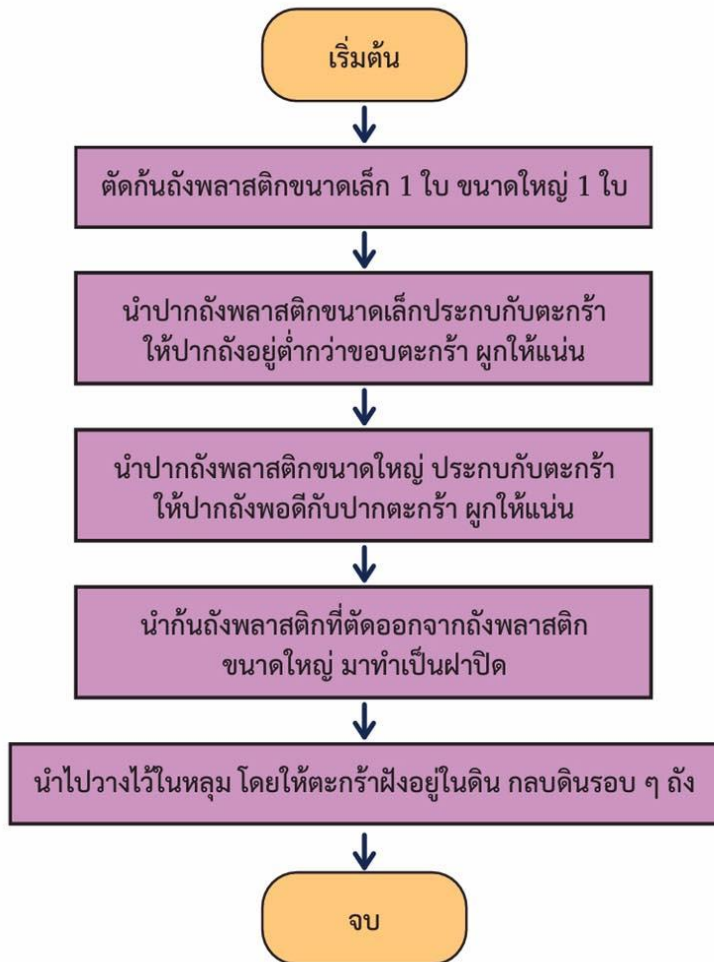 เริ่มต้น
ตัดก้นถังพลาสติกขนาดเล็ก 1 ใบ ขนาดใหญ่ 1 ใบ
นำปากถังพลาสติกขนาดเล็กประกบกับตะกร้า
ให้ปากถังอยู่ต่ำกว่าขอบตะกร้า ผูกให้แน่น
นำปากถังพลาสติกขนาดใหญ่ ประกบกับตะกร้า
ให้ปากถังพอดีกับปากตะกร้า ผูกให้แน่น
นำก้นถังพลาสติกที่ตัดออกจากถังพลาสติก
ขนาดใหญ่ มาทำเป็นฝาปิด
นำไปวางไว้ในหลุม โดยให้ตะกร้าฝังอยู่ในดิน กลบดินรอบ ๆ ถัง
จบ